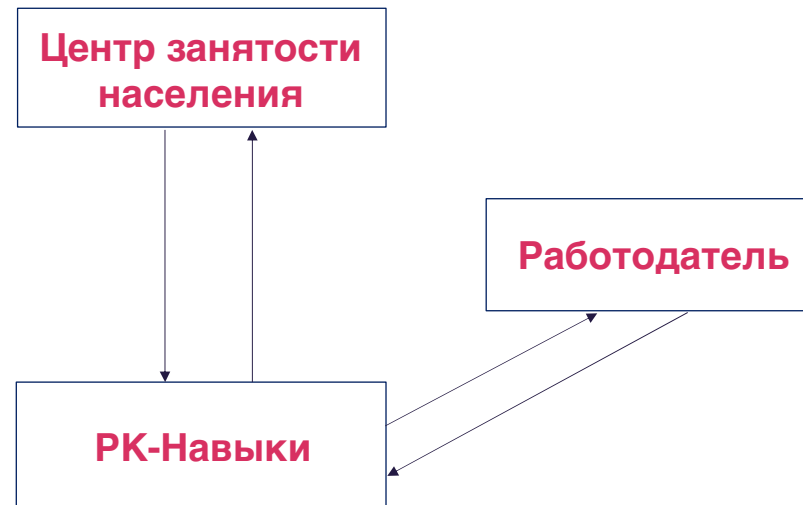 Центр занятости
населения
Работодатель
РК-Навыки